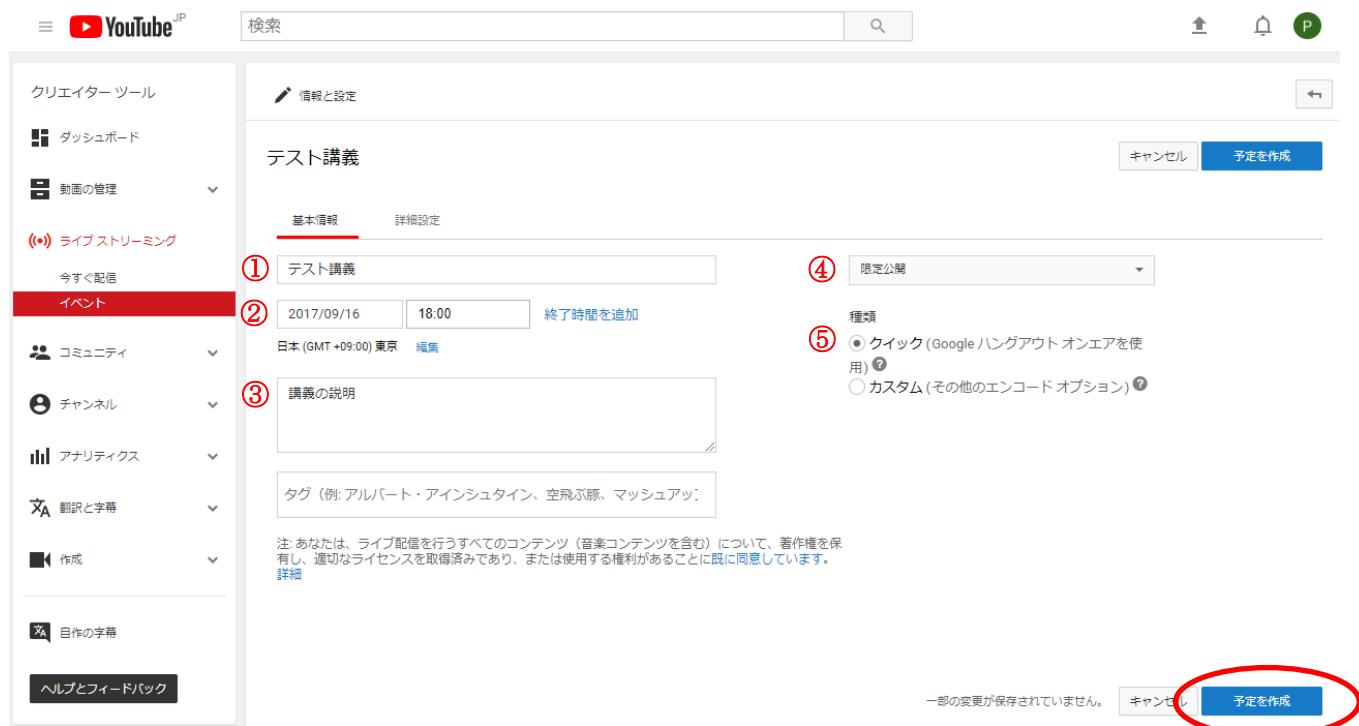 YouTube JP
検索
P
クリエイター ツール
ダッシュボード
動画の管理
ライブ ストリーミング
今すぐ配信
イベント
コミュニティ
チャンネル
アナリティクス
翻訳と字幕
作成
自作の字幕
ヘルプとフィードバック
情報と設定
テスト講義
キャンセル
予定を作成
基本情報
詳細設定
① テスト講義
② 2017/09/16 18:00 終了時間を追加
日本 (GMT +09:00) 東京 編集
③ 講義の説明
タグ (例: アルバート・アインシュタイン、空飛ぶ豚、マッシュアップ
注: あなたは、ライブ配信を行うすべてのコンテンツ（音楽コンテンツを含む）について、著作権を保
有し、適切なライセンスを取得済みであり、または使用する権利があることに既に同意しています。
詳細
④ 限定公開
種類
⑤ クイック (Google ハングアウト オンエアを使
用) ?
カスタム (その他のエンコード オプション) ?
一部の変更が保存されていません。
キャンセル
予定を作成